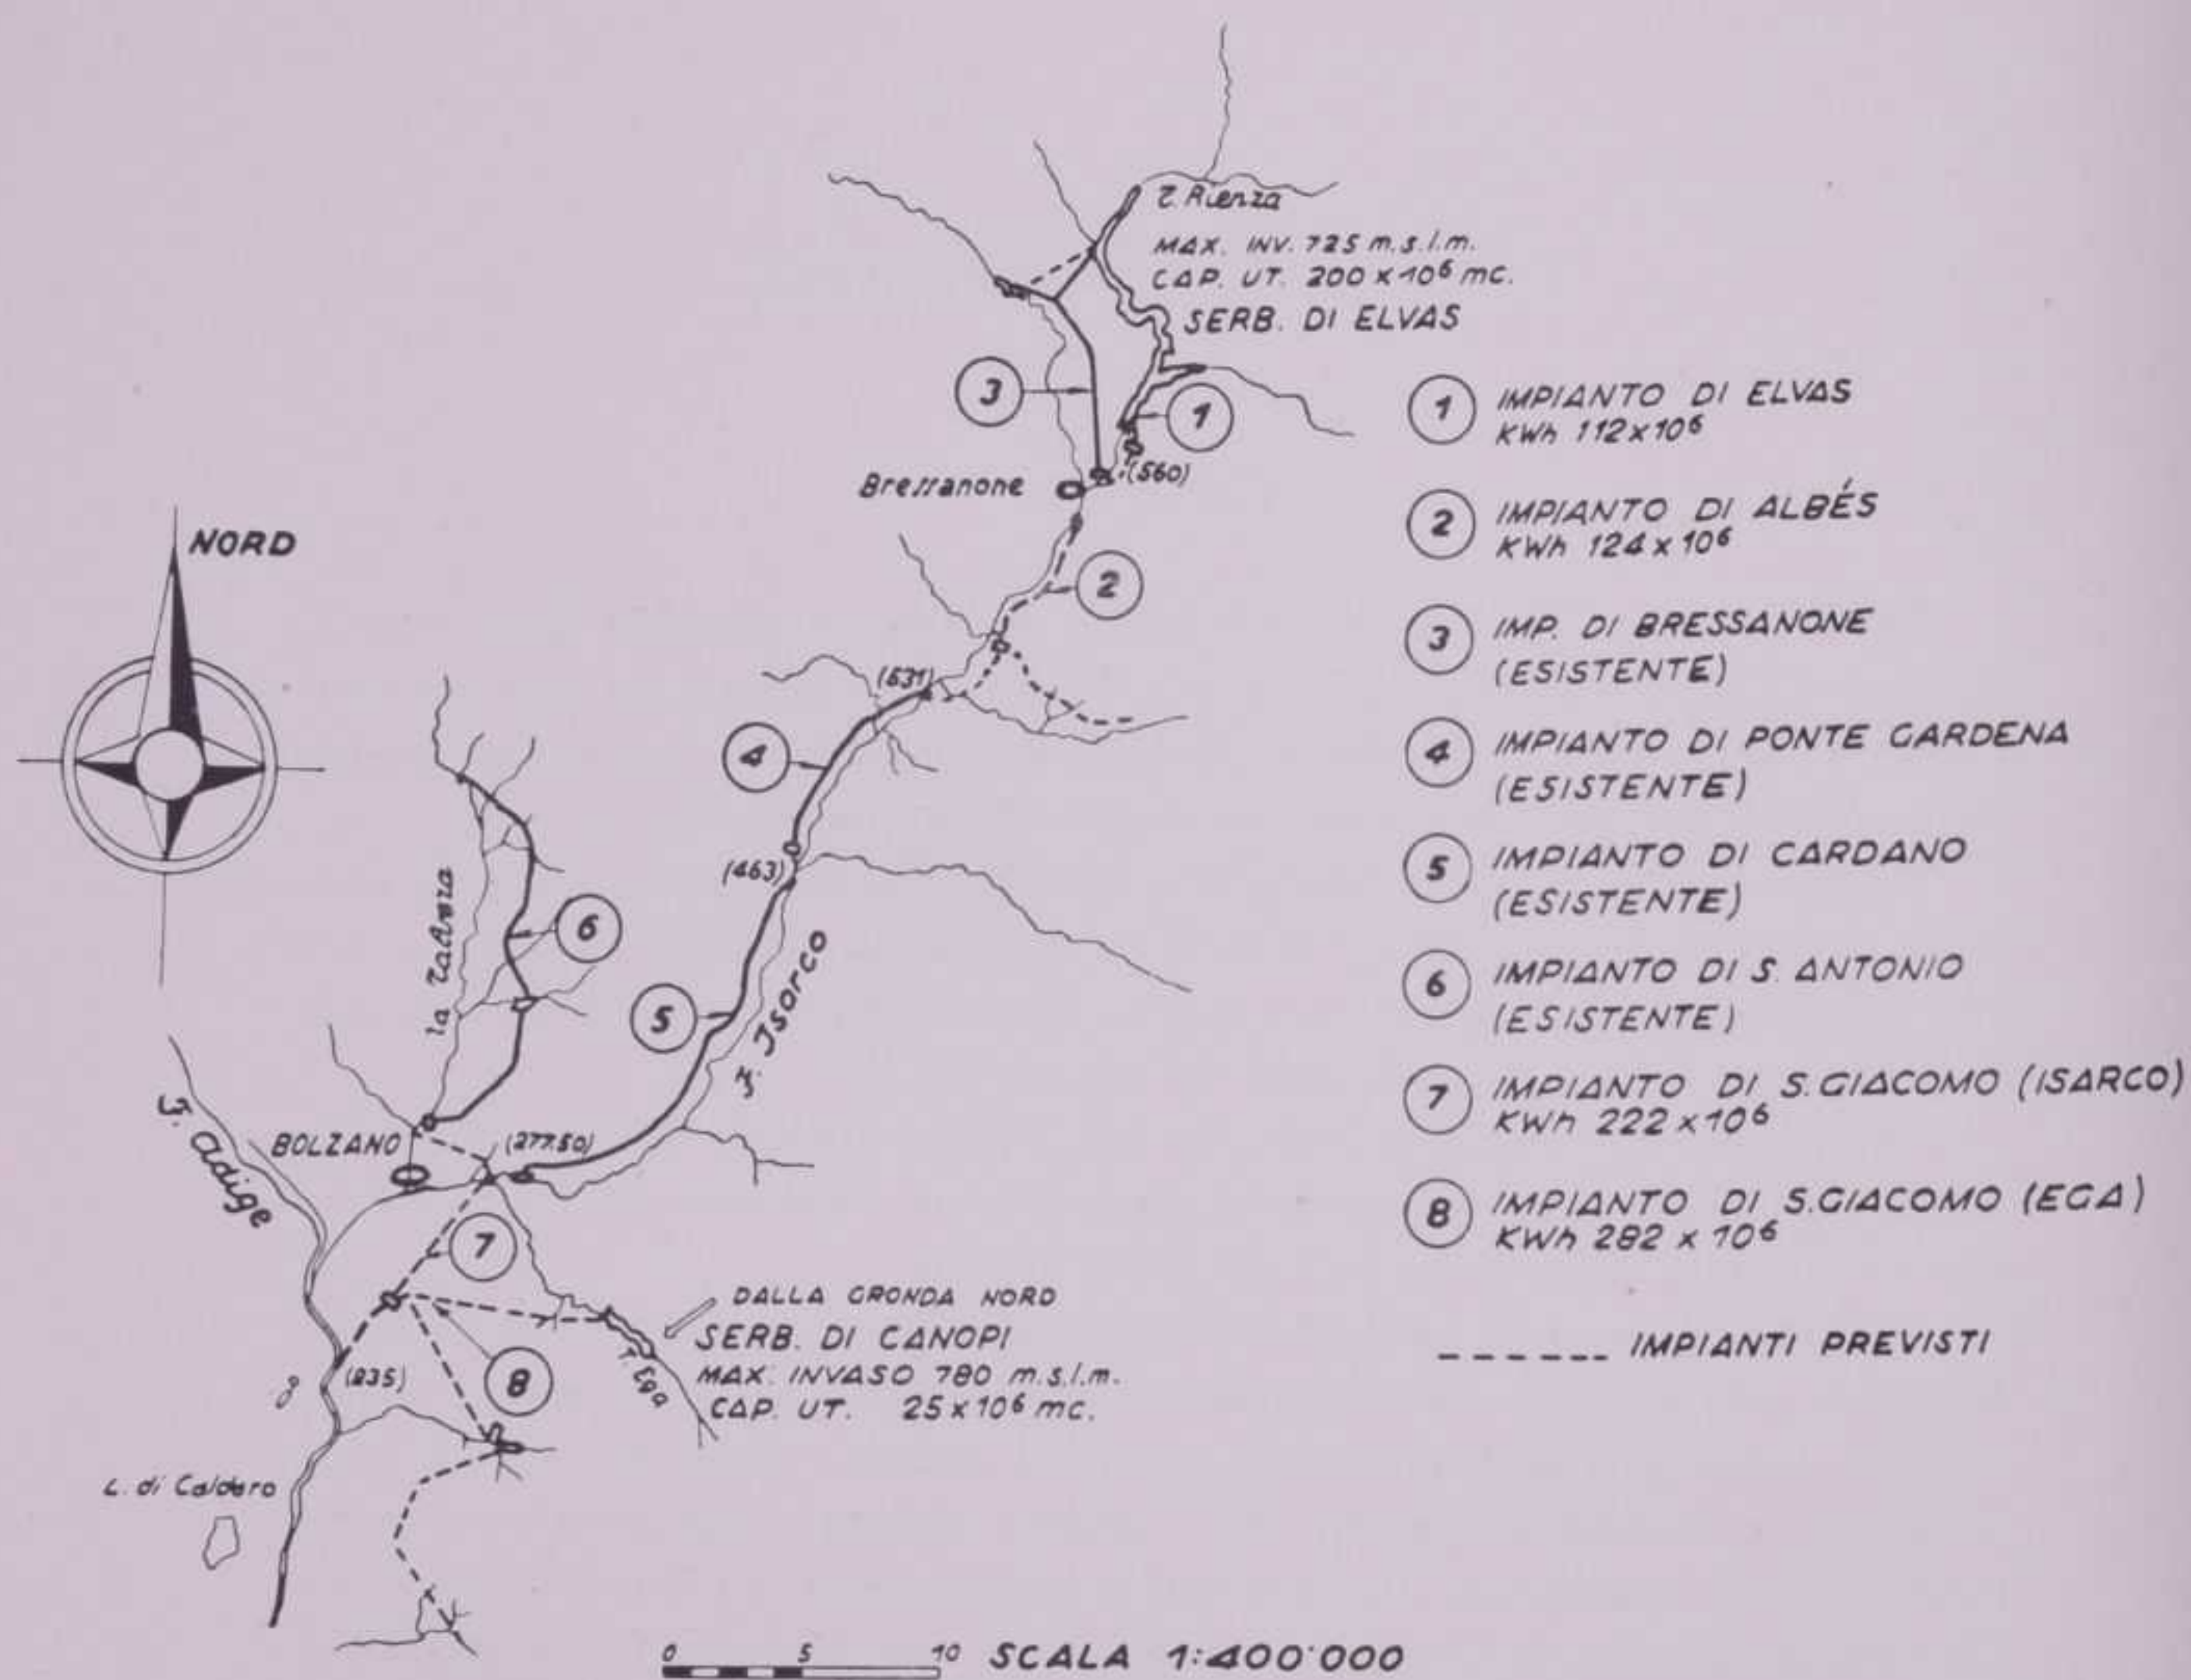 T. Rienza
MAX. INV. 725 m.s.l.m.
CAP. UT. 200 x 10⁶ mc.
SERB. DI ELVAS
3
1
Bressanone
(560)
NORD
2
(531)
4
(463)
la Talvera
6
5
f. Isarco
F. Adige
BOLZANO
(277.50)
7
DALLA GRONDA NORD
SERB. DI CANOPI
MAX. INVASO 780 m.s.l.m.
CAP. UT. 25 x 10⁶ mc.
T. Ega
8
(235)
L. di Caldaro
1 IMPIANTO DI ELVAS
KWh 112x10⁶
2 IMPIANTO DI ALBÉS
KWh 124 x 10⁶
3 IMP. DI BRESSANONE
(ESISTENTE)
4 IMPIANTO DI PONTE GARDENA
(ESISTENTE)
5 IMPIANTO DI CARDANO
(ESISTENTE)
6 IMPIANTO DI S. ANTONIO
(ESISTENTE)
7 IMPIANTO DI S.GIACOMO (ISARCO)
KWh 222 x 10⁶
8 IMPIANTO DI S.GIACOMO (EGA)
KWh 282 x 10⁶
IMPIANTI PREVISTI
0 5 10 SCALA 1:400'000